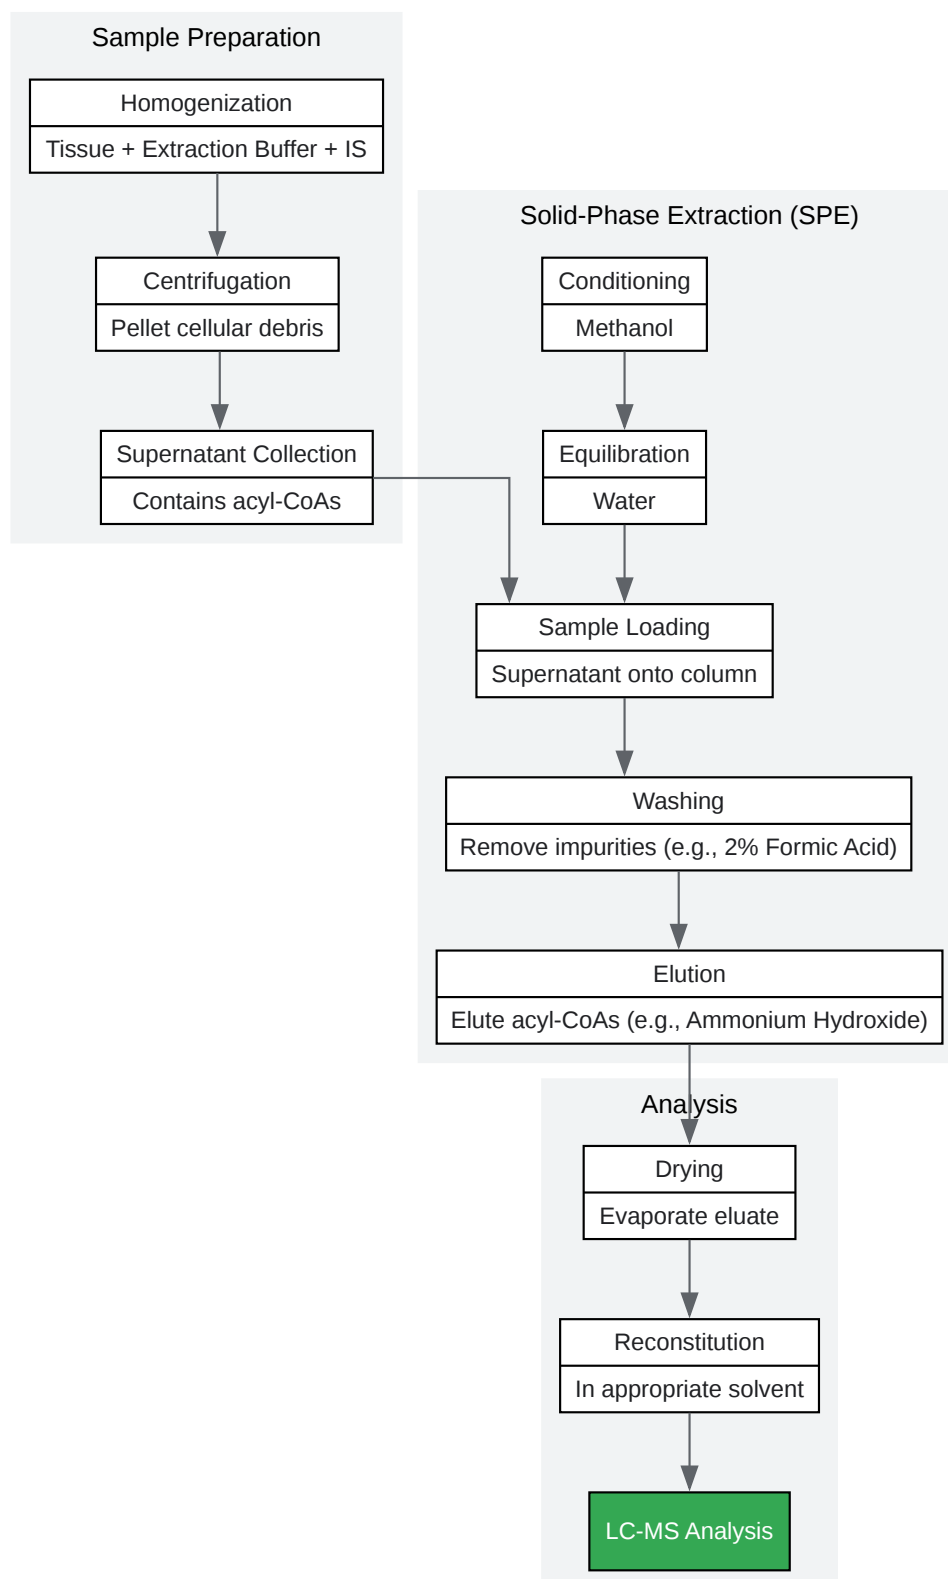 Sample Preparation
Homogenization
Tissue + Extraction Buffer + IS
Centrifugation
Pellet cellular debris
Supernatant Collection
Contains acyl-CoAs
Solid-Phase Extraction (SPE)
Conditioning
Methanol
Equilibration
Water
Sample Loading
Supernatant onto column
Washing
Remove impurities (e.g., 2% Formic Acid)
Elution
Elute acyl-CoAs (e.g., Ammonium Hydroxide)
Analysis
Drying
Evaporate eluate
Reconstitution
In appropriate solvent
LC-MS Analysis